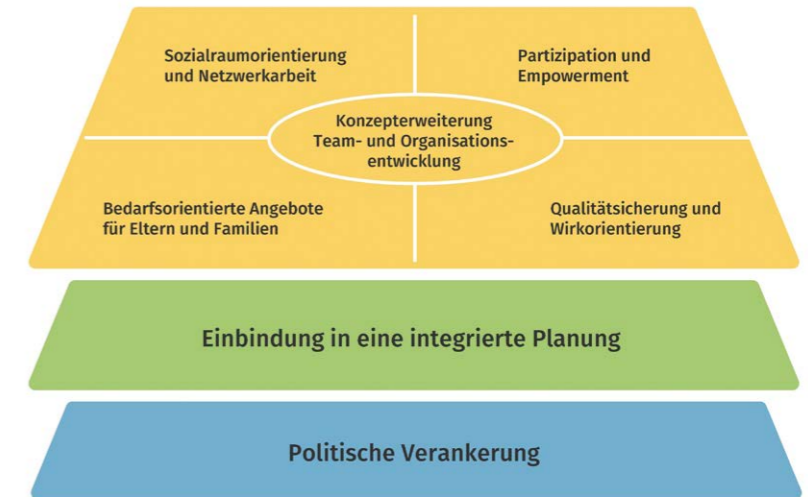 Sozialraumorientierung
und Netzwerkarbeit
Partizipation und
Empowerment
Konzepterweiterung
Team- und Organisations-
entwicklung
Bedarfsorientierte Angebote
für Eltern und Familien
Qualitätsicherung und
Wirkorientierung
Einbindung in eine integrierte Planung
Politische Verankerung